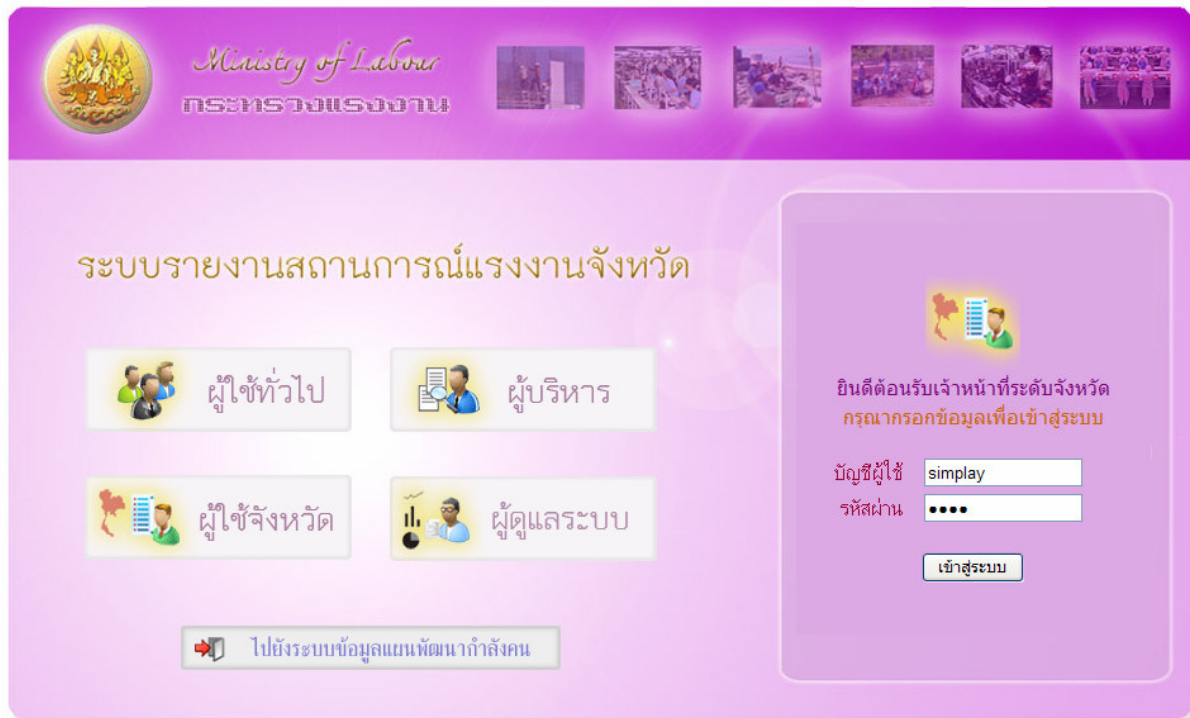 Ministry of Labour
กระทรวงแรงงาน
ระบบรายงานสถานการณ์แรงงานจังหวัด
ผู้ใช้ทั่วไป
ผู้บริหาร
ผู้ใช้จังหวัด
ผู้ดูแลระบบ
ไปยังระบบข้อมูลแผนพัฒนากำลังคน
ยินดีต้อนรับเจ้าหน้าที่ระดับจังหวัด
กรุณากรอกข้อมูลเพื่อเข้าสู่ระบบ
บัญชีผู้ใช้ simplay
รหัสผ่าน ••••
เข้าสู่ระบบ